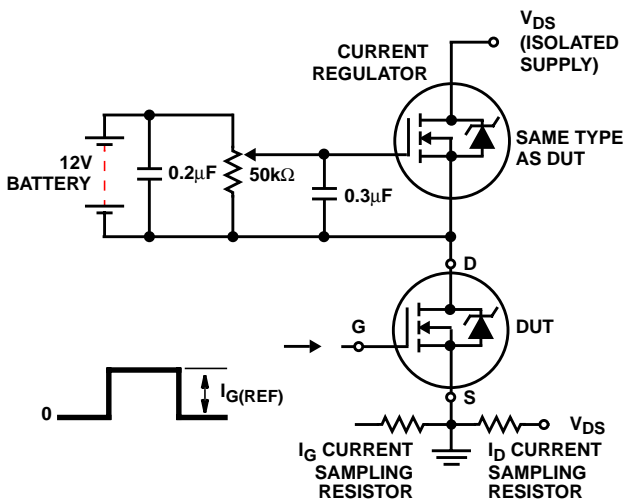 V_DS
(ISOLATED
SUPPLY)
CURRENT
REGULATOR
SAME TYPE
AS DUT
12V
BATTERY
0.2µF
50kΩ
0.3µF
D
DUT
G
I_G(REF)
0
S
V_DS
I_G CURRENT
SAMPLING
RESISTOR
I_D CURRENT
SAMPLING
RESISTOR